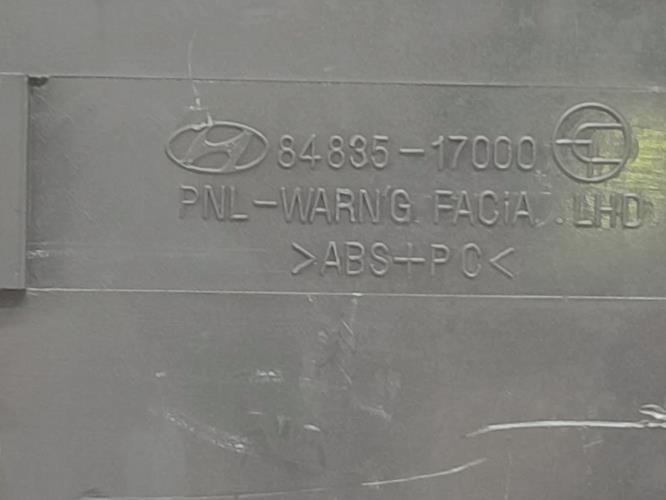 84835-17000
PNL-WARN'G. FACiA. LHD
>ABS+PC<